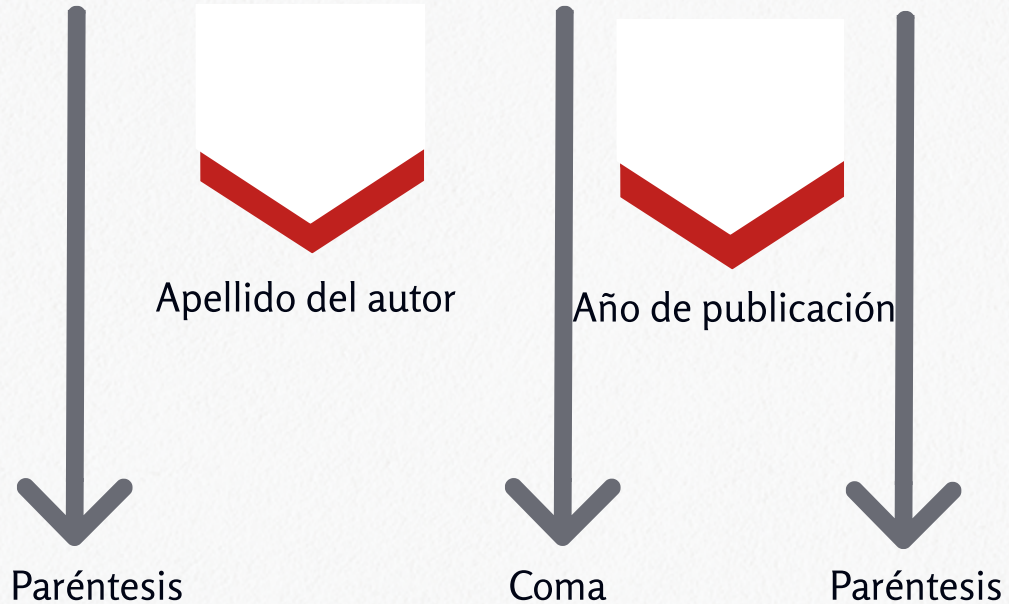 Apellido del autor
Año de publicación
Paréntesis
Coma
Paréntesis